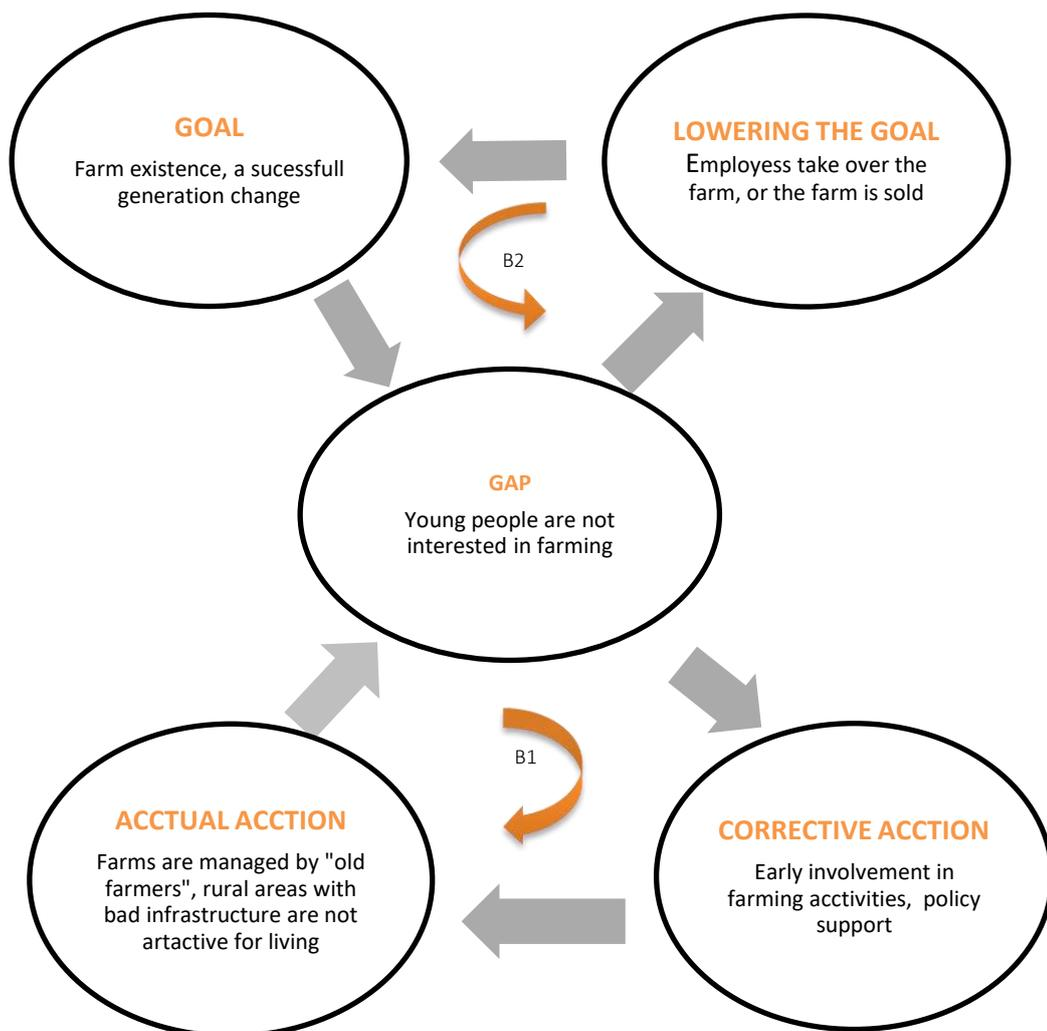 GOAL
Farm existence, a sucessfull
generation change
LOWERING THE GOAL
Employess take over the
farm, or the farm is sold
B2
GAP
Young people are not
interested in farming
B1
ACCTUAL ACCTION
Farms are managed by "old
farmers", rural areas with
bad infrastructure are not
artactive for living
CORRECTIVE ACCTION
Early involvement in
farming acctivities, policy
support